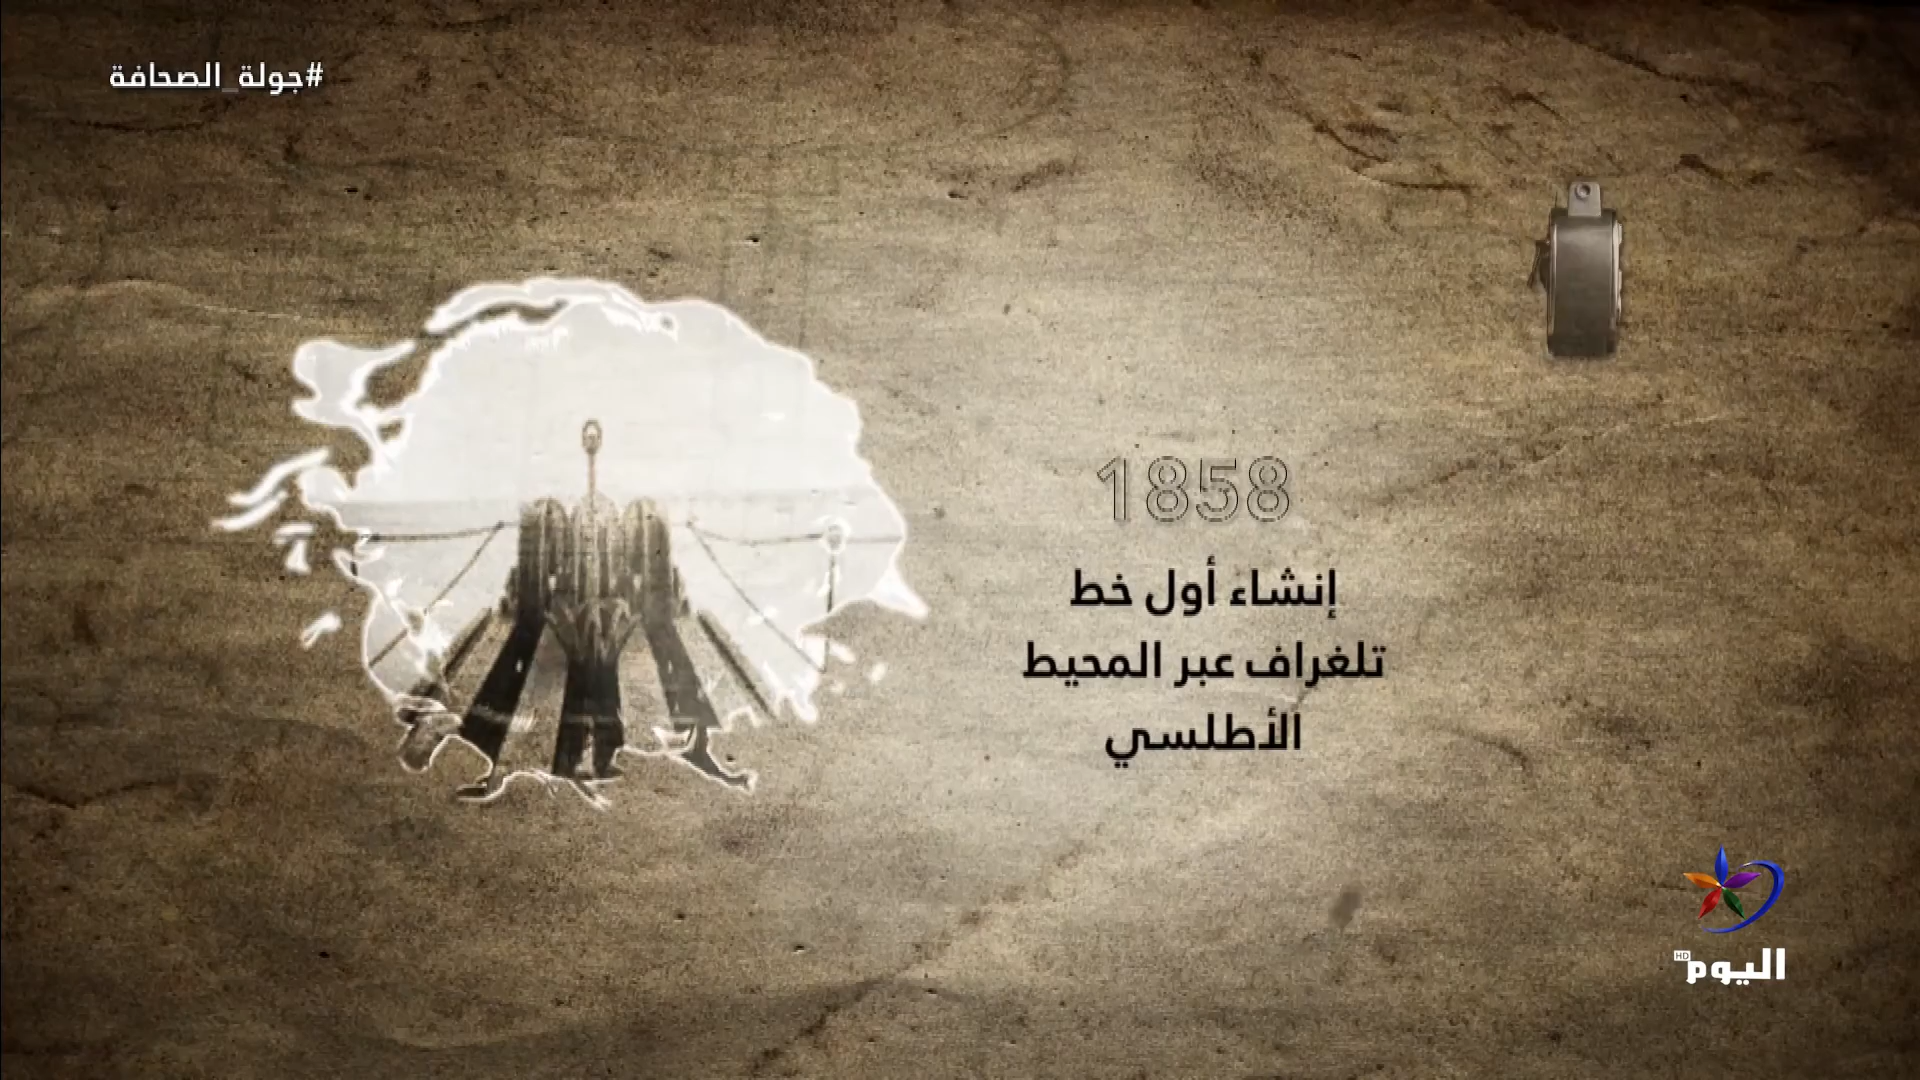 #جولة_الصحافة
1858
إنشاء أول خط
تلغراف عبر المحيط
الأطلسي
اليوم HD